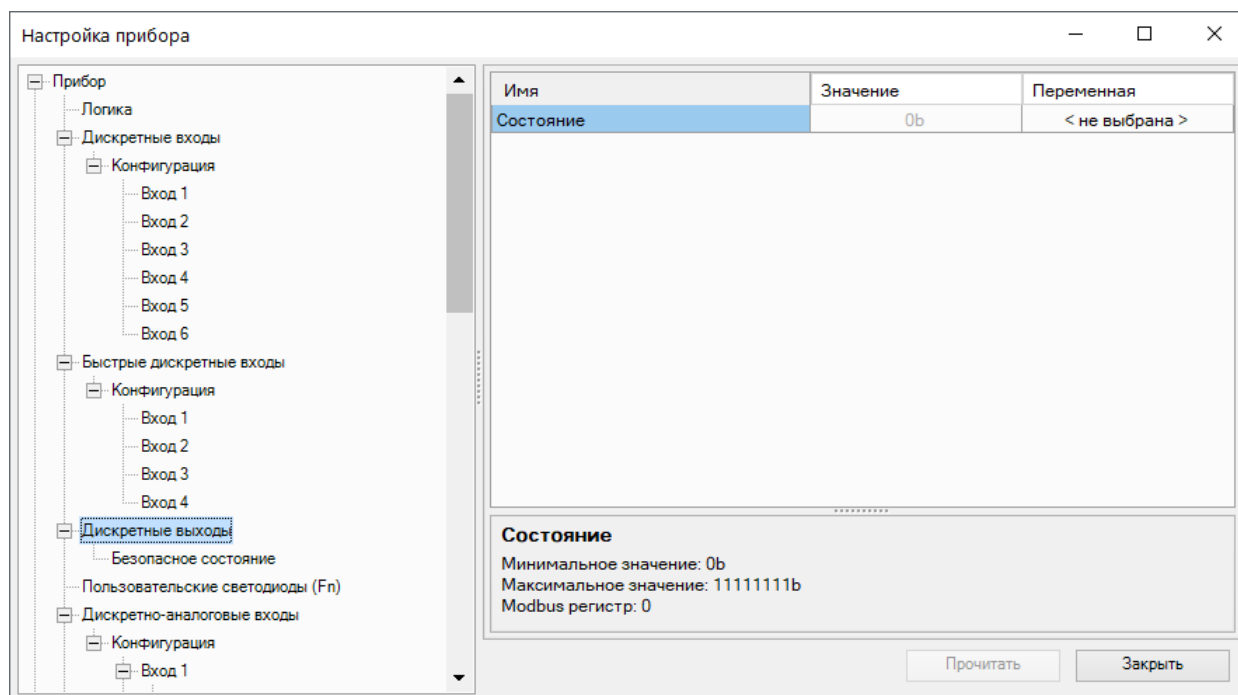 Настройка прибора
Прибор
Логика
Дискретные входы
Конфигурация
Вход 1
Вход 2
Вход 3
Вход 4
Вход 5
Вход 6
Быстрые дискретные входы
Конфигурация
Вход 1
Вход 2
Вход 3
Вход 4
Дискретные выходы
Безопасное состояние
Пользовательские светодиоды (Fn)
Дискретно-аналоговые входы
Конфигурация
Вход 1
Имя Значение Переменная
Состояние 0b < не выбрана >
Состояние
Минимальное значение: 0b
Максимальное значение: 11111111b
Modbus регистр: 0
Прочитать Закрыть